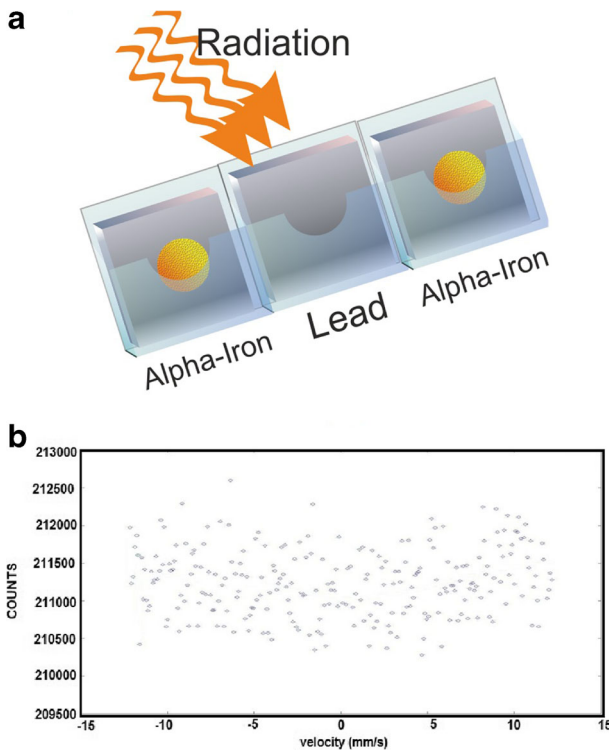 a
Radiation
Alpha-Iron
Lead
Alpha-Iron
b
213000
212500
212000
211500
211000
210500
210000
209500
COUNTS
-15 -10 -5 0 5 10 15
velocity (mm/s)